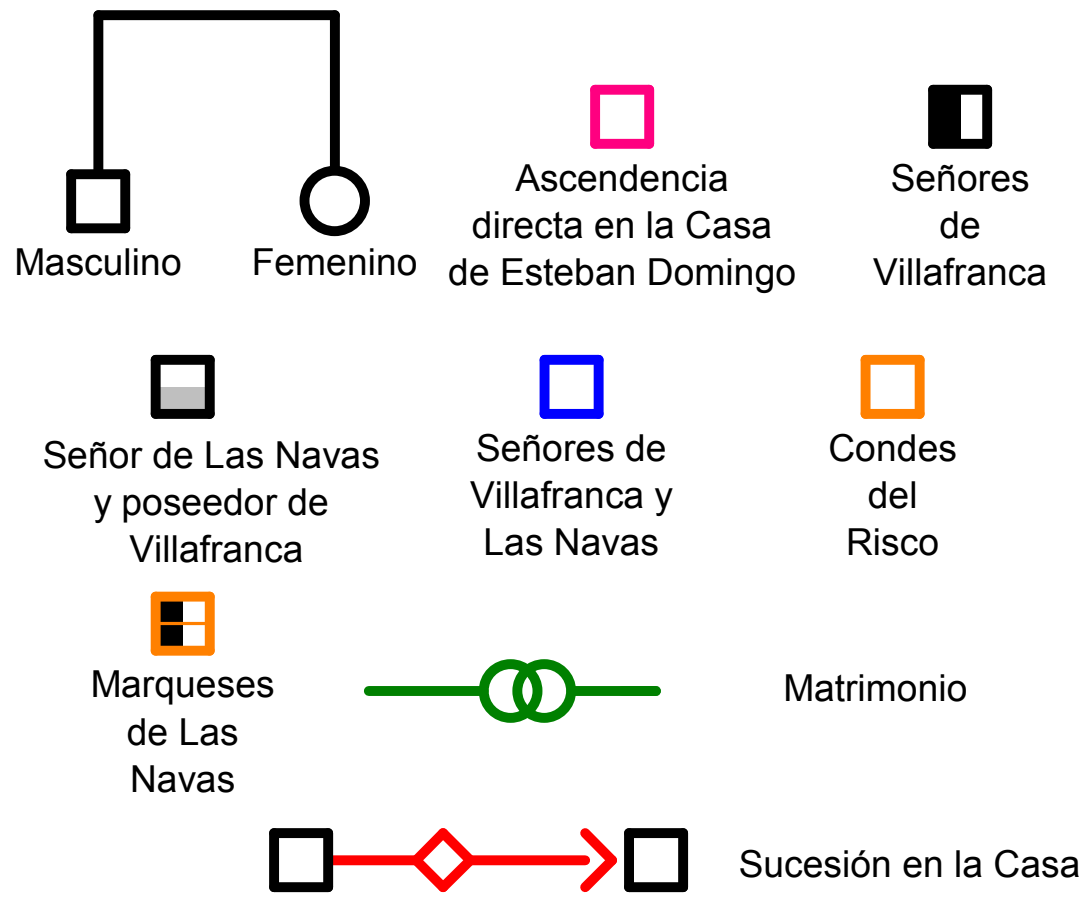 Masculino
Femenino
Ascendencia
directa en la Casa
de Esteban Domingo
Señores
de
Villafranca
Señor de Las Navas
y poseedor de
Villafranca
Señores de
Villafranca y
Las Navas
Condes
del
Risco
Marqueses
de Las
Navas
Matrimonio
Sucesión en la Casa